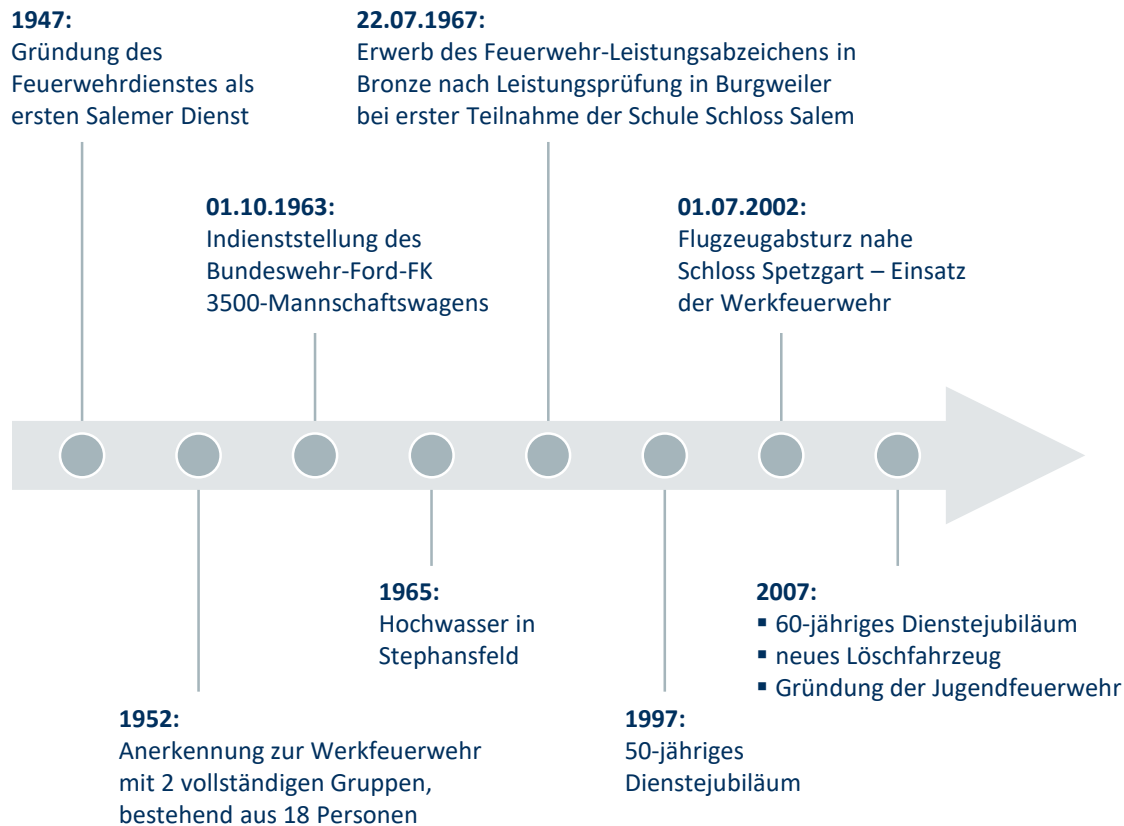 1947:
Gründung des
Feuerwehrdienstes als
ersten Salemer Dienst
22.07.1967:
Erwerb des Feuerwehr-Leistungsabzeichens in
Bronze nach Leistungsprüfung in Burgweiler
bei erster Teilnahme der Schule Schloss Salem
01.10.1963:
Indienststellung des
Bundeswehr-Ford-FK
3500-Mannschaftswagens
01.07.2002:
Flugzeugabsturz nahe
Schloss Spetzgart – Einsatz
der Werkfeuerwehr
1965:
Hochwasser in
Stephansfeld
2007:
▪ 60-jähriges Dienstejubiläum
▪ neues Löschfahrzeug
▪ Gründung der Jugendfeuerwehr
1952:
Anerkennung zur Werkfeuerwehr
mit 2 vollständigen Gruppen,
bestehend aus 18 Personen
1997:
50-jähriges
Dienstejubiläum